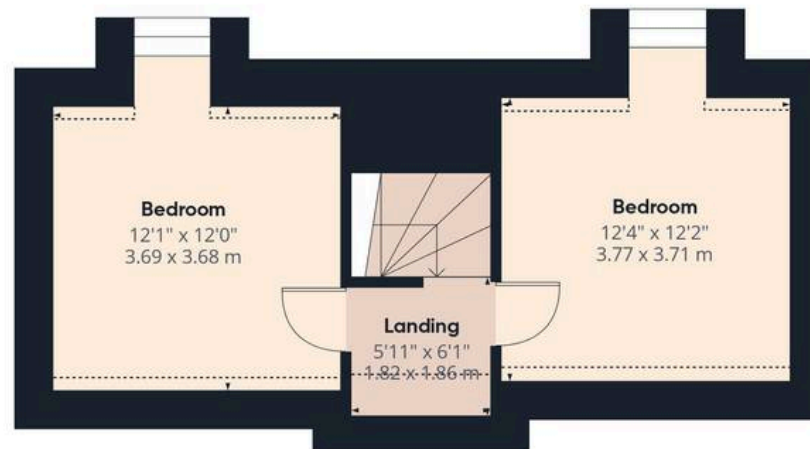 Bedroom
12'1" x 12'0"
3.69 x 3.68 m
Bedroom
12'4" x 12'2"
3.77 x 3.71 m
Landing
5'11" x 6'1"
1.82 x 1.86 m